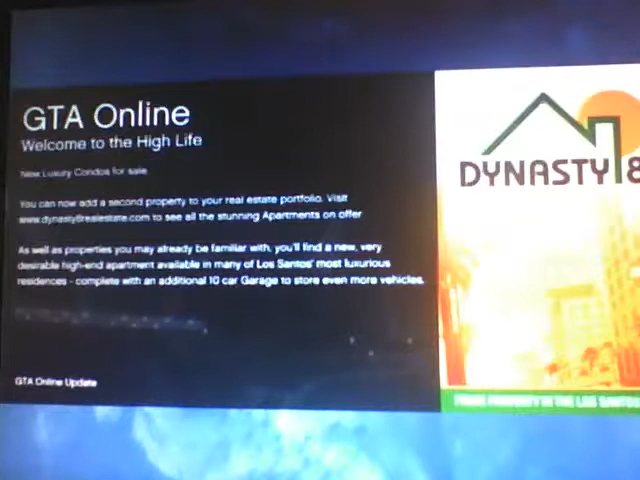 GTA Online
Welcome to the High Life
New Luxury Condos for sale
You can now add a second property to your real estate portfolio. Visit
www.dynasty8realestate.com to see all the stunning Apartments on offer
As well as properties you may already be familiar with, you'll find a new, very
desirable high-end apartment available in many of Los Santos' most luxurious
residences - complete with an additional 10 car Garage to store even more vehicles.
GTA Online Update
DYNASTY 8